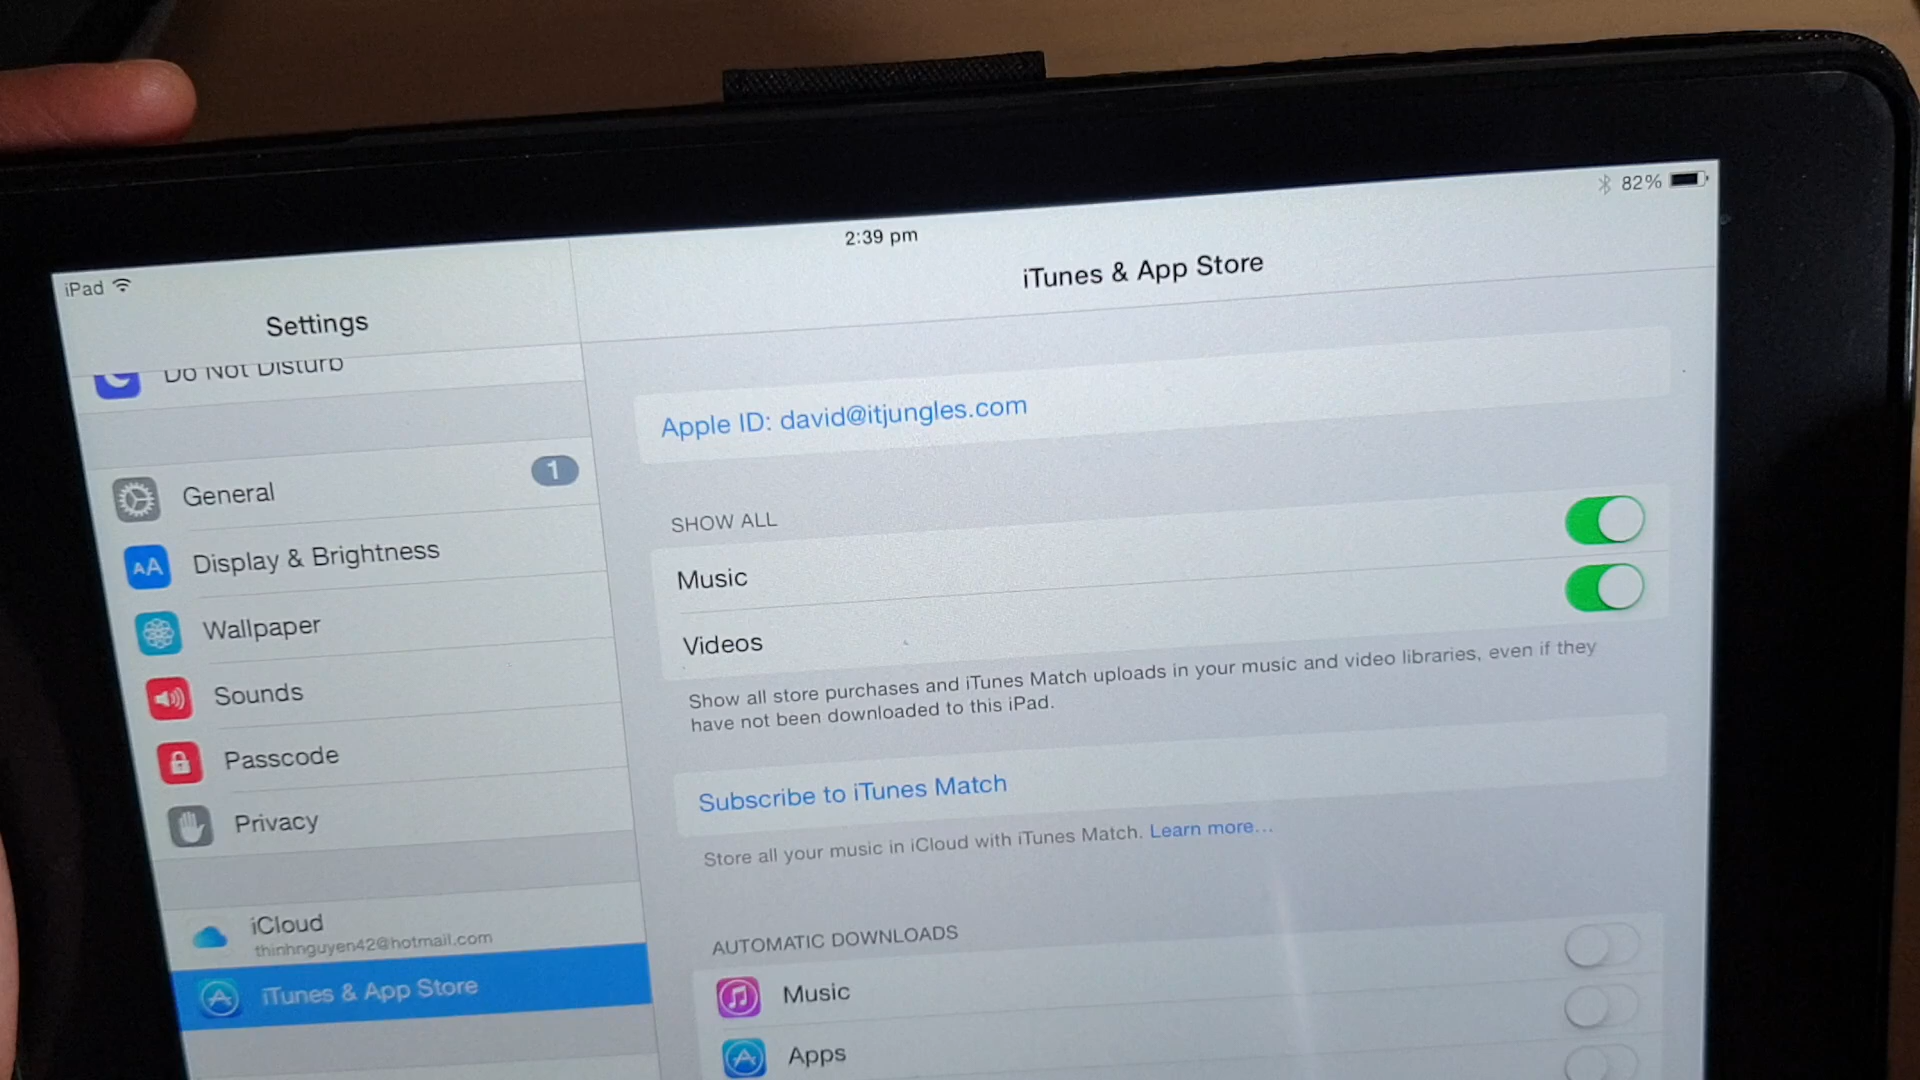 iPad
2:39 pm
82%
Settings
iTunes & App Store
Do Not Disturb
General
1
Display & Brightness
Wallpaper
Sounds
Passcode
Privacy
iCloud
thinhnguyen42@hotmail.com
iTunes & App Store
Apple ID: david@itjungles.com
SHOW ALL
Music
Videos
Show all store purchases and iTunes Match uploads in your music and video libraries, even if they
have not been downloaded to this iPad.
Subscribe to iTunes Match
Store all your music in iCloud with iTunes Match. Learn more...
AUTOMATIC DOWNLOADS
Music
Apps